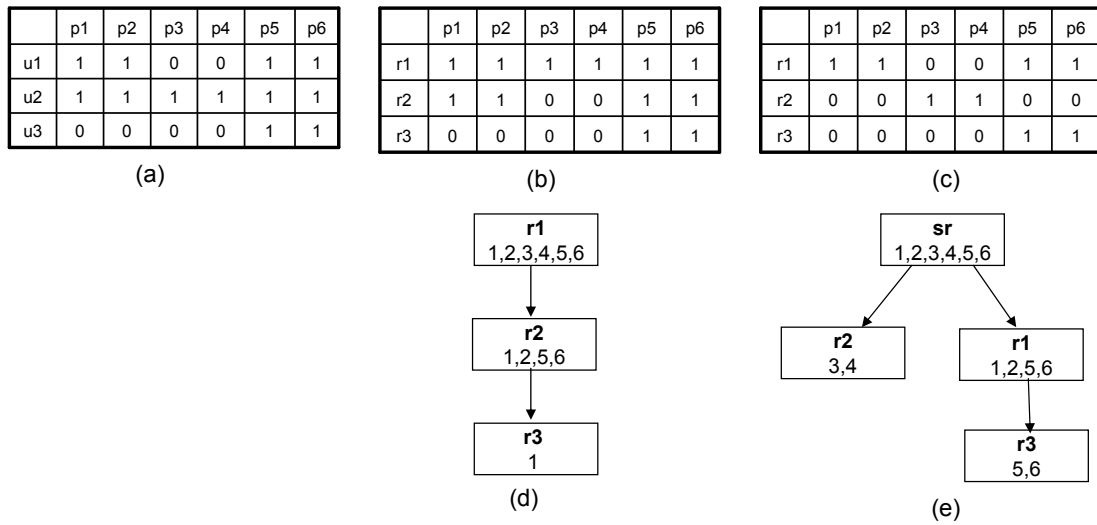 p1 p2 p3 p4 p5 p6
u1 1 1 0 0 1 1
u2 1 1 1 1 1 1
u3 0 0 0 0 1 1
(a)
p1 p2 p3 p4 p5 p6
r1 1 1 1 1 1 1
r2 1 1 0 0 1 1
r3 0 0 0 0 1 1
(b)
p1 p2 p3 p4 p5 p6
r1 1 1 0 0 1 1
r2 0 0 1 1 0 0
r3 0 0 0 0 1 1
(c)
r1
1,2,3,4,5,6
r2
1,2,5,6
r3
1
(d)
sr
1,2,3,4,5,6
r2
3,4
r1
1,2,5,6
r3
5,6
(e)